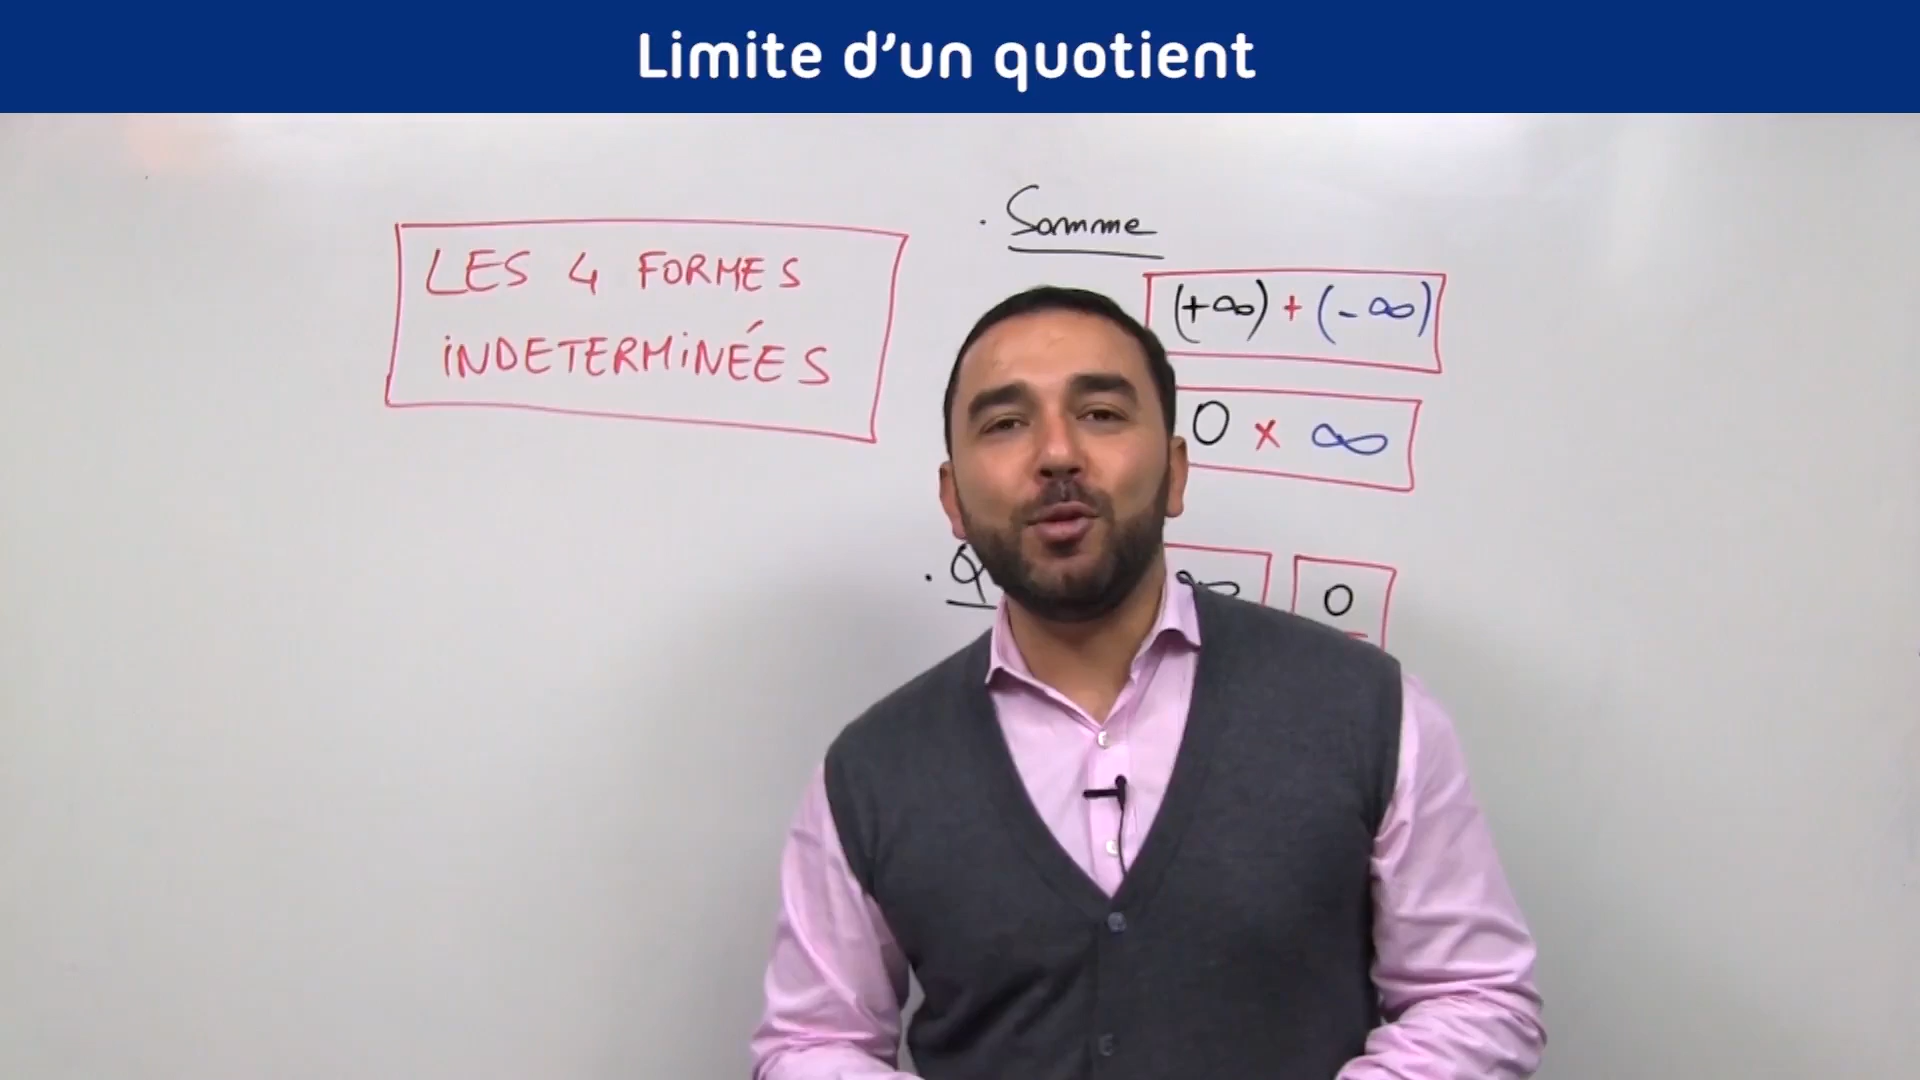 Limite d'un quotient
LES 4 FORMES
INDETERMINÉES
. Somme
(+∞) + (-∞)
0 x ∞
. Q
∞
0